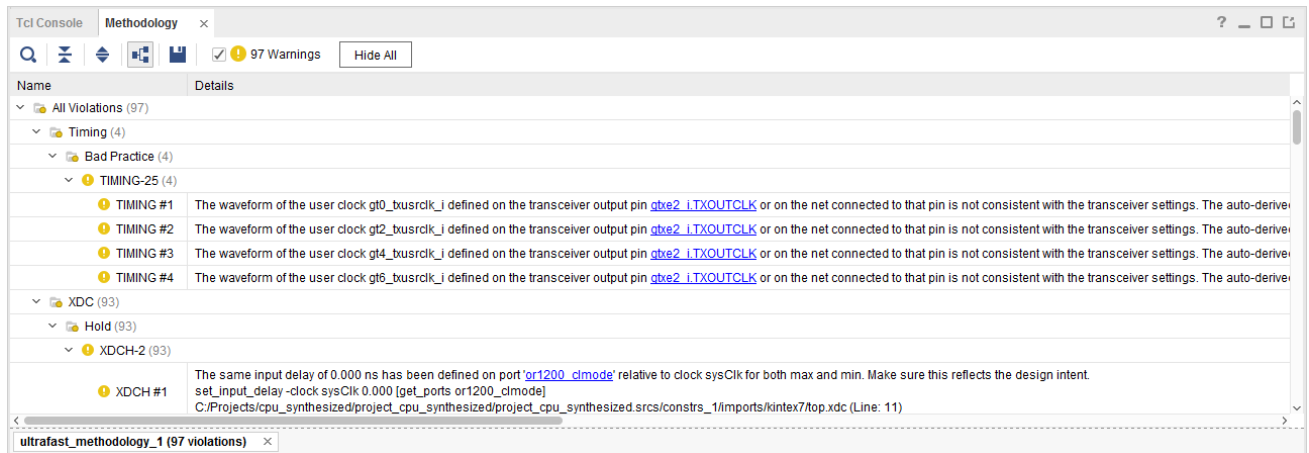 Tcl Console Methodology ×
? _
97 Warnings Hide All
Name Details
All Violations (97)
Timing (4)
Bad Practice (4)
TIMING-25 (4)
TIMING #1 The waveform of the user clock gt0_txusrclk_i defined on the transceiver output pin gtxe2_i.TXOUTCLK or on the net connected to that pin is not consistent with the transceiver settings. The auto-derive
TIMING #2 The waveform of the user clock gt2_txusrclk_i defined on the transceiver output pin gtxe2_i.TXOUTCLK or on the net connected to that pin is not consistent with the transceiver settings. The auto-derive
TIMING #3 The waveform of the user clock gt4_txusrclk_i defined on the transceiver output pin gtxe2_i.TXOUTCLK or on the net connected to that pin is not consistent with the transceiver settings. The auto-derive
TIMING #4 The waveform of the user clock gt6_txusrclk_i defined on the transceiver output pin gtxe2_i.TXOUTCLK or on the net connected to that pin is not consistent with the transceiver settings. The auto-derive
XDC (93)
Hold (93)
XDCH-2 (93)
The same input delay of 0.000 ns has been defined on port 'or1200_clmode' relative to clock sysClk for both max and min. Make sure this reflects the design intent.
XDCH #1 set_input_delay -clock sysClk 0.000 [get_ports or1200_clmode]
C:/Projects/cpu_synthesized/project_cpu_synthesized/project_cpu_synthesized.srcs/constrs_1/imports/kintex7/top.xdc (Line: 11)
ultrafast_methodology_1 (97 violations) ×